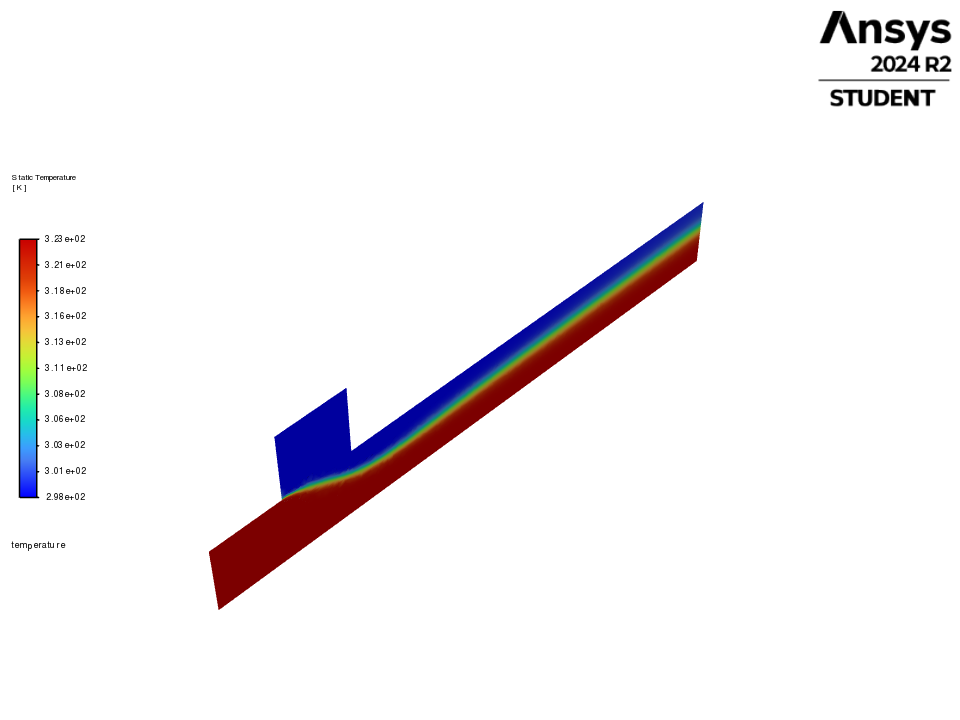 Ansys
2024 R2
STUDENT
Static Temperature
[ K ]
3.23e+02
3.21e+02
3.18e+02
3.16e+02
3.13e+02
3.11e+02
3.08e+02
3.06e+02
3.03e+02
3.01e+02
2.98e+02
temperature